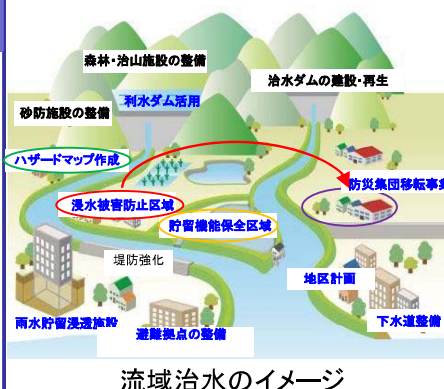 森林・治山施設の整備
治水ダムの建設・再生
利水ダム活用
砂防施設の整備
ハザードマップ作成
防災集団移転事業
浸水被害防止区域
貯留機能保全区域
堤防強化
地区計画
雨水貯留浸透施設
避難拠点の整備
下水道整備
流域治水のイメージ